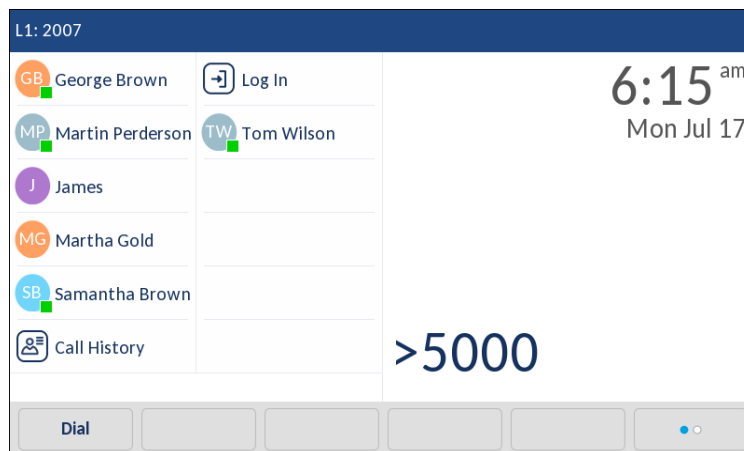 L1: 2007
GB George Brown
MP Martin Perderson
J James
MG Martha Gold
SB Samantha Brown
Call History
Log In
TW Tom Wilson
6:15 am
Mon Jul 17
>5000
Dial